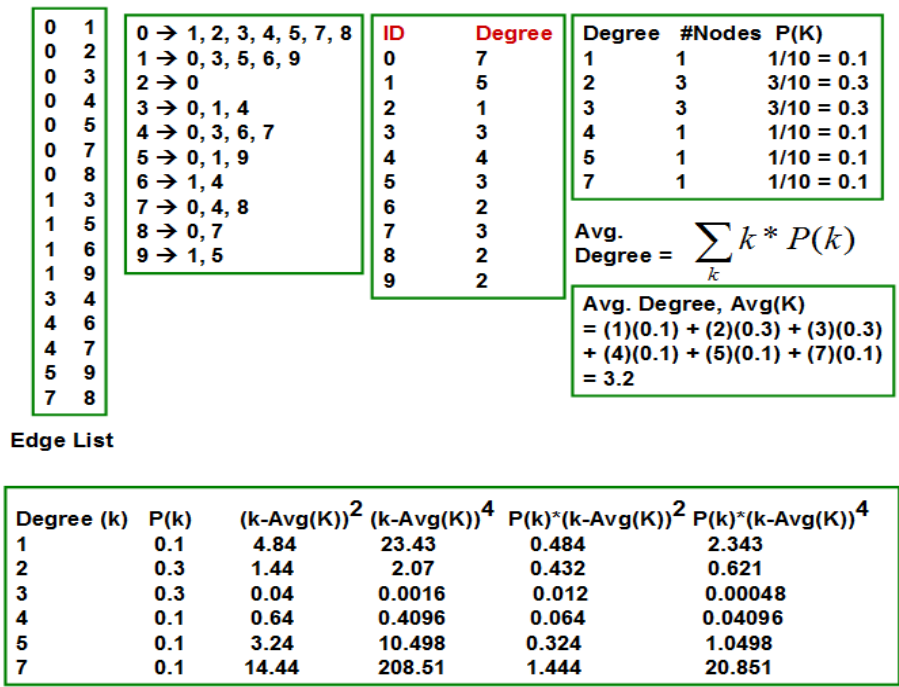 0 1
0 2
0 3
0 4
0 5
0 7
0 8
1 3
1 5
1 6
1 9
3 4
4 6
4 7
5 9
7 8
Edge List
0 → 1, 2, 3, 4, 5, 7, 8
1 → 0, 3, 5, 6, 9
2 → 0
3 → 0, 1, 4
4 → 0, 3, 6, 7
5 → 0, 1, 9
6 → 1, 4
7 → 0, 4, 8
8 → 0, 7
9 → 1, 5
ID Degree
0 7
1 5
2 1
3 3
4 4
5 3
6 2
7 3
8 2
9 2
Degree #Nodes P(K)
1 1 1/10 = 0.1
2 3 3/10 = 0.3
3 3 3/10 = 0.3
4 1 1/10 = 0.1
5 1 1/10 = 0.1
7 1 1/10 = 0.1
Avg.
Degree = ∑ k * P(k)
k
Avg. Degree, Avg(K)
= (1)(0.1) + (2)(0.3) + (3)(0.3)
+ (4)(0.1) + (5)(0.1) + (7)(0.1)
= 3.2
Degree (k) P(k) (k-Avg(K))² (k-Avg(K))⁴ P(k)*(k-Avg(K))² P(k)*(k-Avg(K))⁴
1 0.1 4.84 23.43 0.484 2.343
2 0.3 1.44 2.07 0.432 0.621
3 0.3 0.04 0.0016 0.012 0.00048
4 0.1 0.64 0.4096 0.064 0.04096
5 0.1 3.24 10.498 0.324 1.0498
7 0.1 14.44 208.51 1.444 20.851